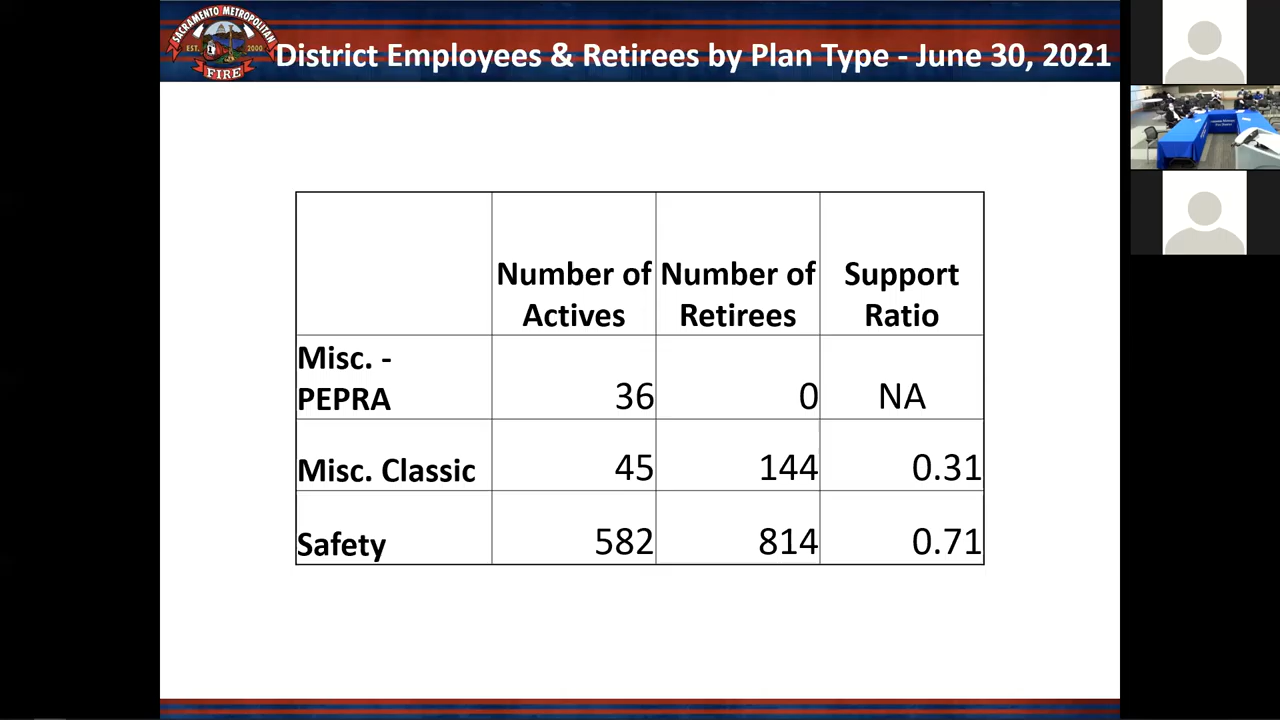 SACRAMENTO METROPOLITAN
EST. 2000
FIRE
District Employees & Retirees by Plan Type - June 30, 2021
Number of Actives Number of Retirees Support Ratio
Misc. - PEPRA 36 0 NA
Misc. Classic 45 144 0.31
Safety 582 814 0.71